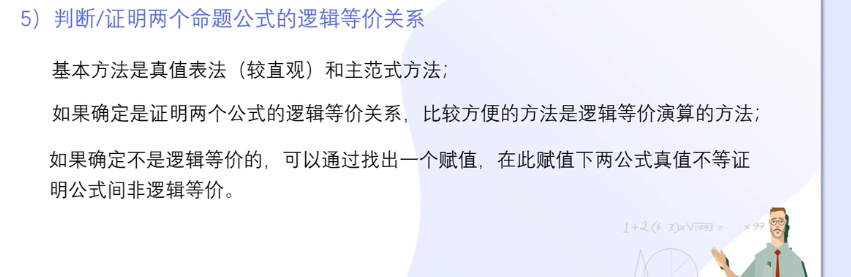 5）判断/证明两个命题公式的逻辑等价关系
基本方法是真值表法（较直观）和主范式方法；
如果确定是证明两个公式的逻辑等价关系，比较方便的方法是逻辑等价演算的方法；
如果确定不是逻辑等价的，可以通过找出一个赋值，在此赋值下两公式真值不等证
明公式间非逻辑等价。